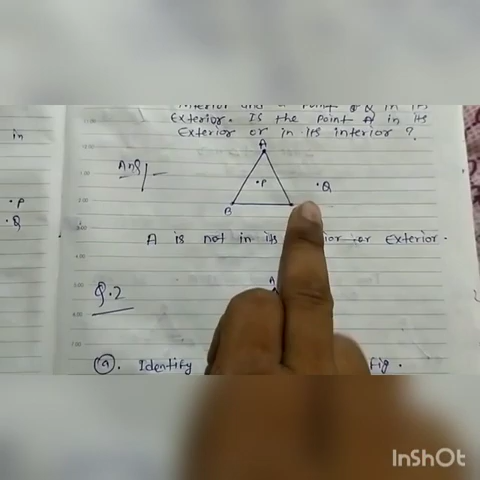 Exterior. Is the point A in its
Exterior or in its interior ?
Ans|-
A
.P
.Q
B
in
.P
.Q
A is not in its or Exterior.
Q.2
A
(a). Identify fig.
InShOt